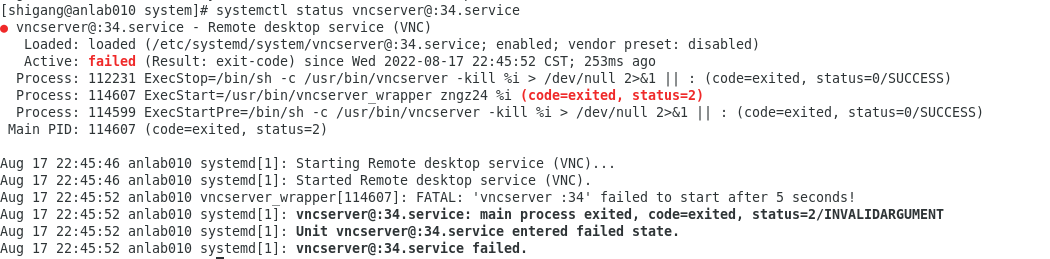 [shigang@anlab010 system]# systemctl status vncserver@:34.service
● vncserver@:34.service - Remote desktop service (VNC)
Loaded: loaded (/etc/systemd/system/vncserver@:34.service; enabled; vendor preset: disabled)
Active: failed (Result: exit-code) since Wed 2022-08-17 22:45:52 CST; 253ms ago
Process: 112231 ExecStop=/bin/sh -c /usr/bin/vncserver -kill %i > /dev/null 2>&1 || : (code=exited, status=0/SUCCESS)
Process: 114607 ExecStart=/usr/bin/vncserver_wrapper zngz24 %i (code=exited, status=2)
Process: 114599 ExecStartPre=/bin/sh -c /usr/bin/vncserver -kill %i > /dev/null 2>&1 || : (code=exited, status=0/SUCCESS)
Main PID: 114607 (code=exited, status=2)
Aug 17 22:45:46 anlab010 systemd[1]: Starting Remote desktop service (VNC)...
Aug 17 22:45:46 anlab010 systemd[1]: Started Remote desktop service (VNC).
Aug 17 22:45:52 anlab010 vncserver_wrapper[114607]: FATAL: 'vncserver :34' failed to start after 5 seconds!
Aug 17 22:45:52 anlab010 systemd[1]: vncserver@:34.service: main process exited, code=exited, status=2/INVALIDARGUMENT
Aug 17 22:45:52 anlab010 systemd[1]: Unit vncserver@:34.service entered failed state.
Aug 17 22:45:52 anlab010 systemd[1]: vncserver@:34.service failed.